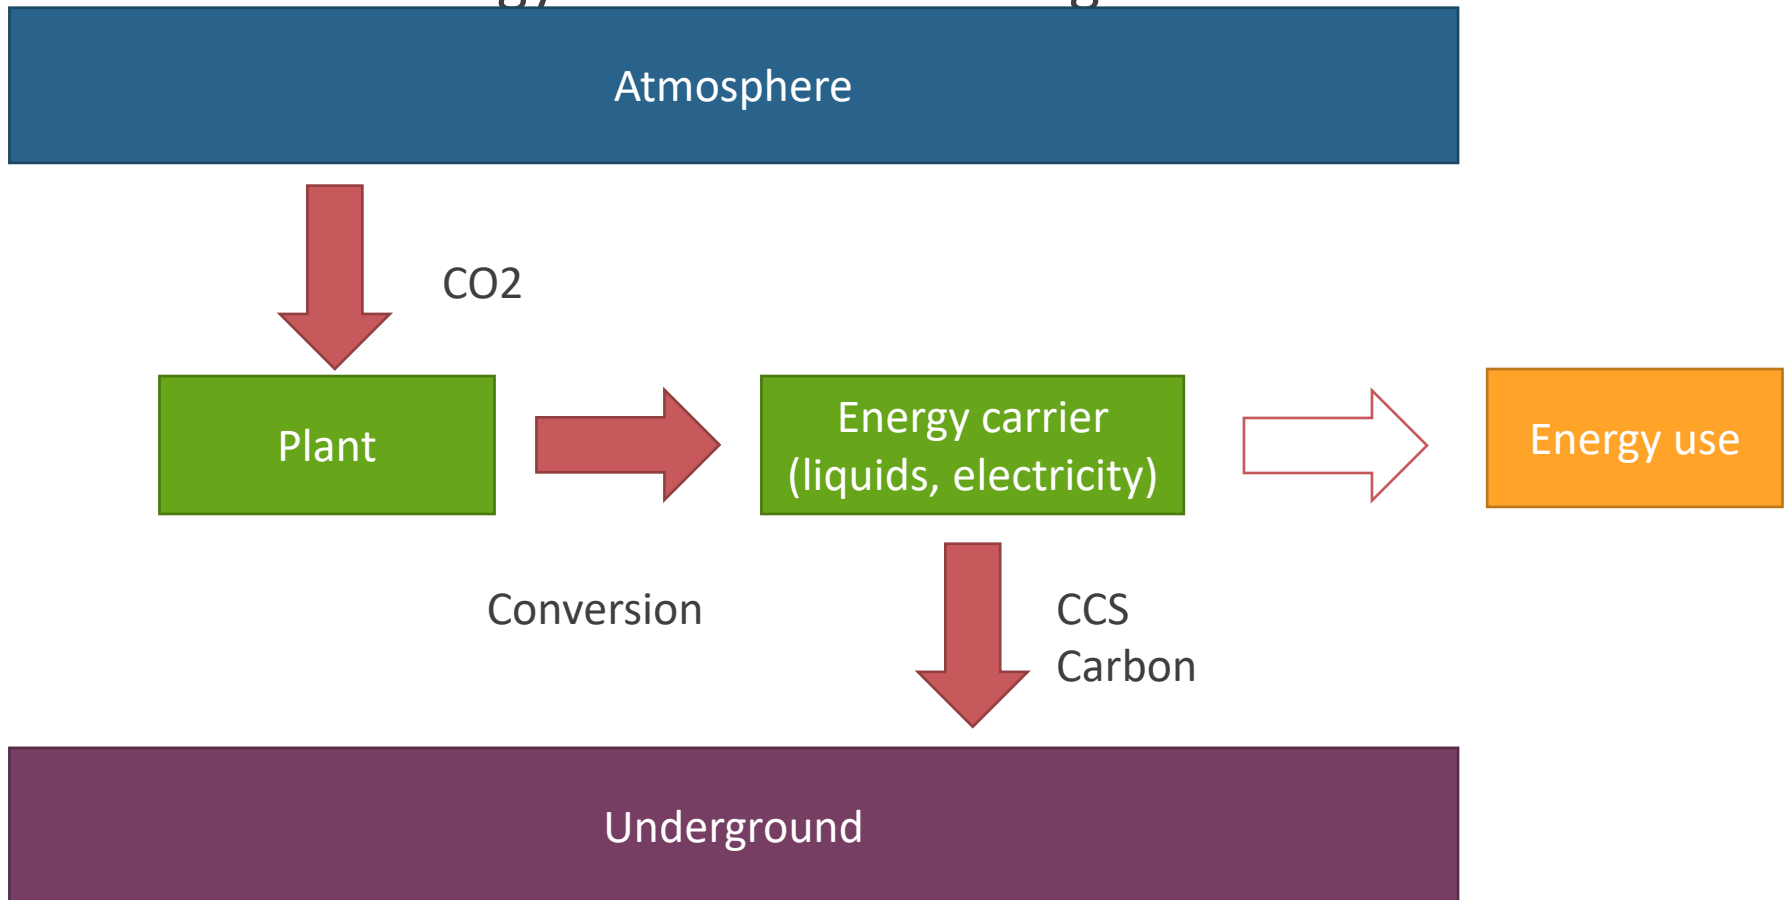 Atmosphere
CO2
Plant
Energy carrier
(liquids, electricity)
Energy use
Conversion
CCS
Carbon
Underground